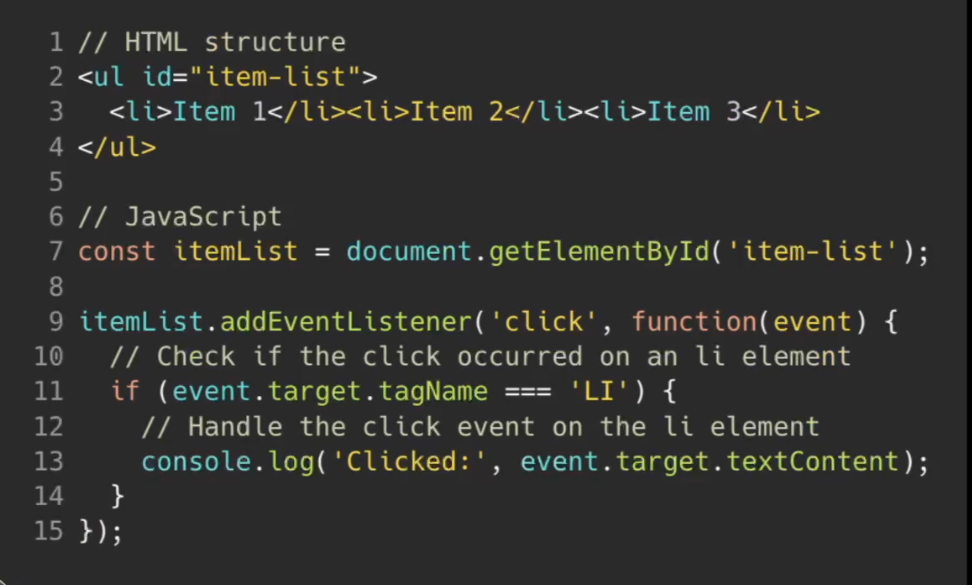 1 // HTML structure
2 <ul id="item-list">
3   <li>Item 1</li><li>Item 2</li><li>Item 3</li>
4 </ul>
5
6 // JavaScript
7 const itemList = document.getElementById('item-list');
8
9 itemList.addEventListener('click', function(event) {
10   // Check if the click occurred on an li element
11   if (event.target.tagName === 'LI') {
12     // Handle the click event on the li element
13     console.log('Clicked:', event.target.textContent);
14   }
15 });